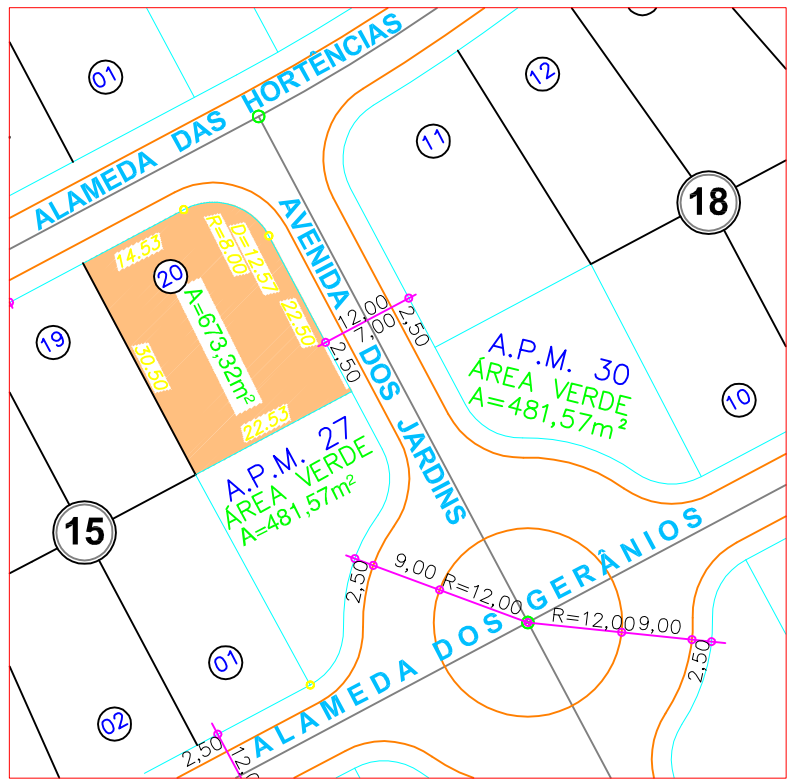 01
ALAMEDA DAS HORTÊNCIAS
12
11
18
AVENIDA DOS JARDINS
14.53
R=8.00
D=12.57
20
A=673,32m²
22.50
30.50
22.53
19
12,00
7,00
2,50
2,50
A.P.M. 30
ÁREA VERDE
A=481,57m²
10
A.P.M. 27
ÁREA VERDE
A=481,57m²
15
9,00
R=12,00
2,50
ALAMEDA DOS GERÂNIOS
R=12,00
9,00
2,50
01
02
2,50